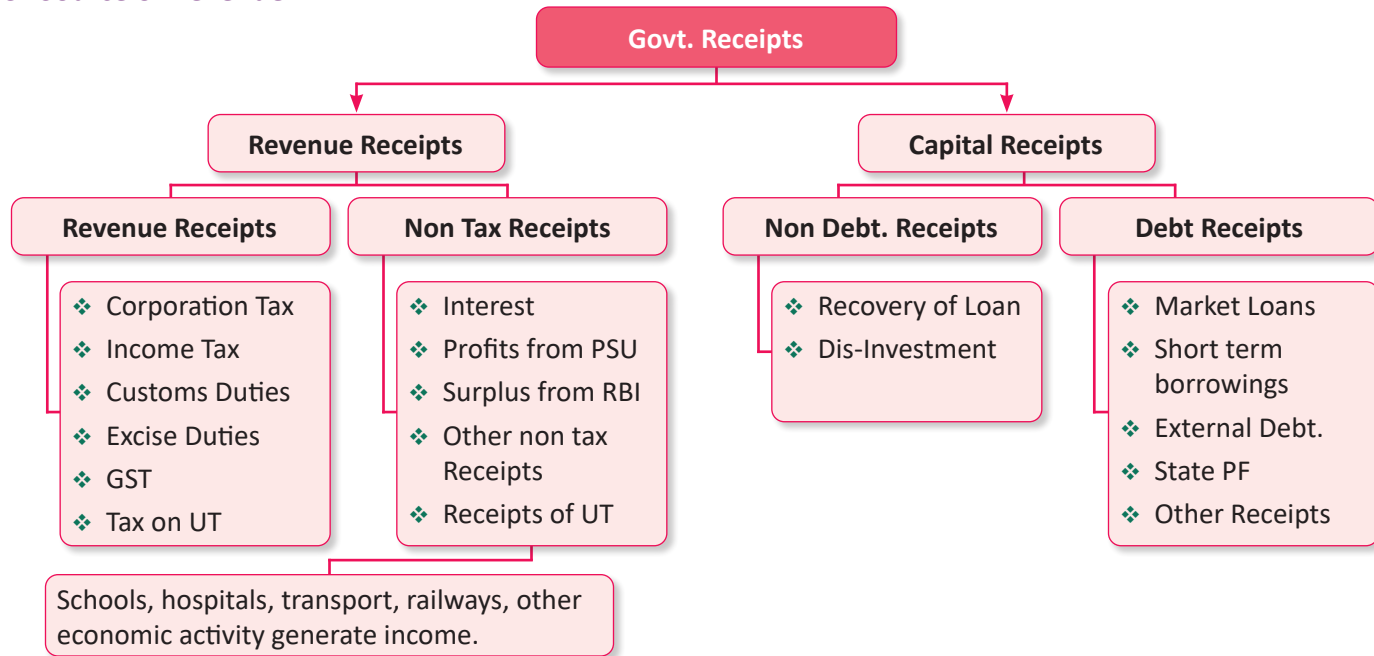 Govt. Receipts
Revenue Receipts
Capital Receipts
Revenue Receipts
Non Tax Receipts
Non Debt. Receipts
Debt Receipts
Corporation Tax
Income Tax
Customs Duties
Excise Duties
GST
Tax on UT
Interest
Profits from PSU
Surplus from RBI
Other non tax
Receipts
Receipts of UT
Recovery of Loan
Dis-Investment
Market Loans
Short term
borrowings
External Debt.
State PF
Other Receipts
Schools, hospitals, transport, railways, other
economic activity generate income.